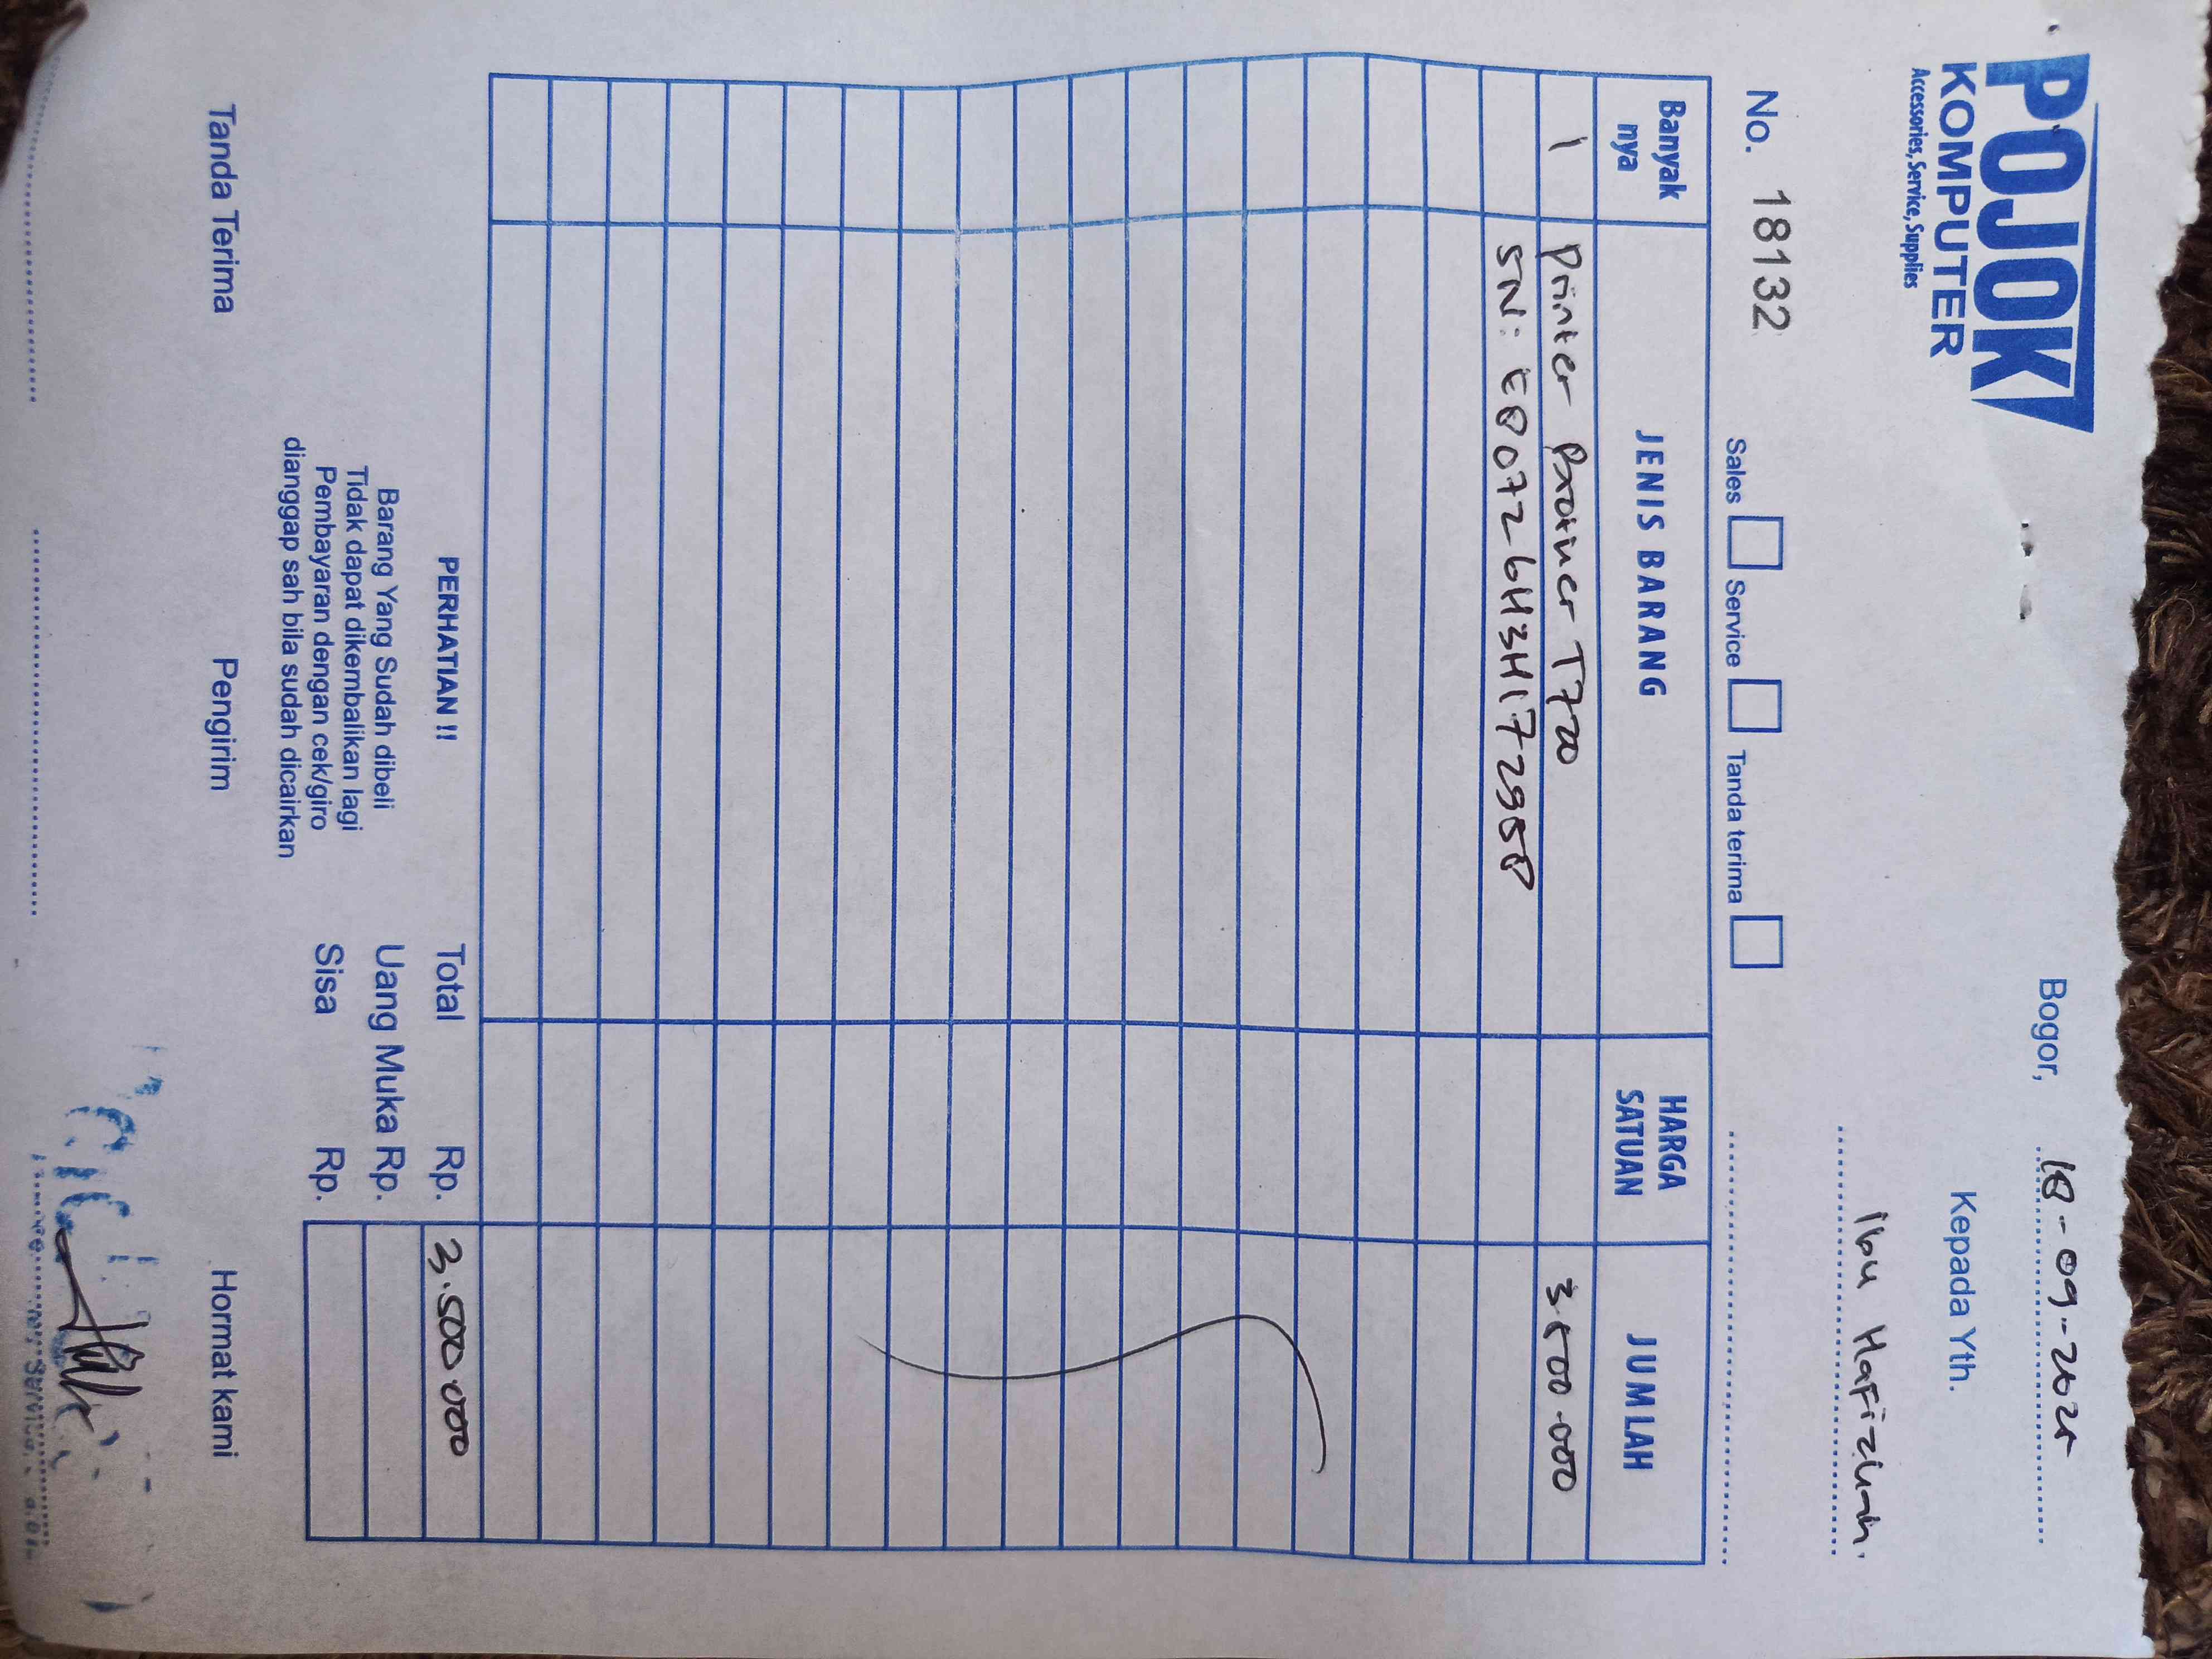 POJOK
KOMPUTER
Accessories, Service, Supplies
Bogor, 18-09-2025
Kepada Yth.
Ibu Hafizhah.
No. 18132
Sales Service Tanda terima
Banyak nya JENIS BARANG HARGA SATUAN JUMLAH
1 Printer Brother T720 3.500.000
SN: E80726H3H172958
Total Rp. 3.500.000
Uang Muka Rp.
Sisa Rp.
PERHATIAN !!
Barang Yang Sudah dibeli
Tidak dapat dikembalikan lagi
Pembayaran dengan cek/giro
dianggap sah bila sudah dicairkan
Tanda Terima Pengirim Hormat kami